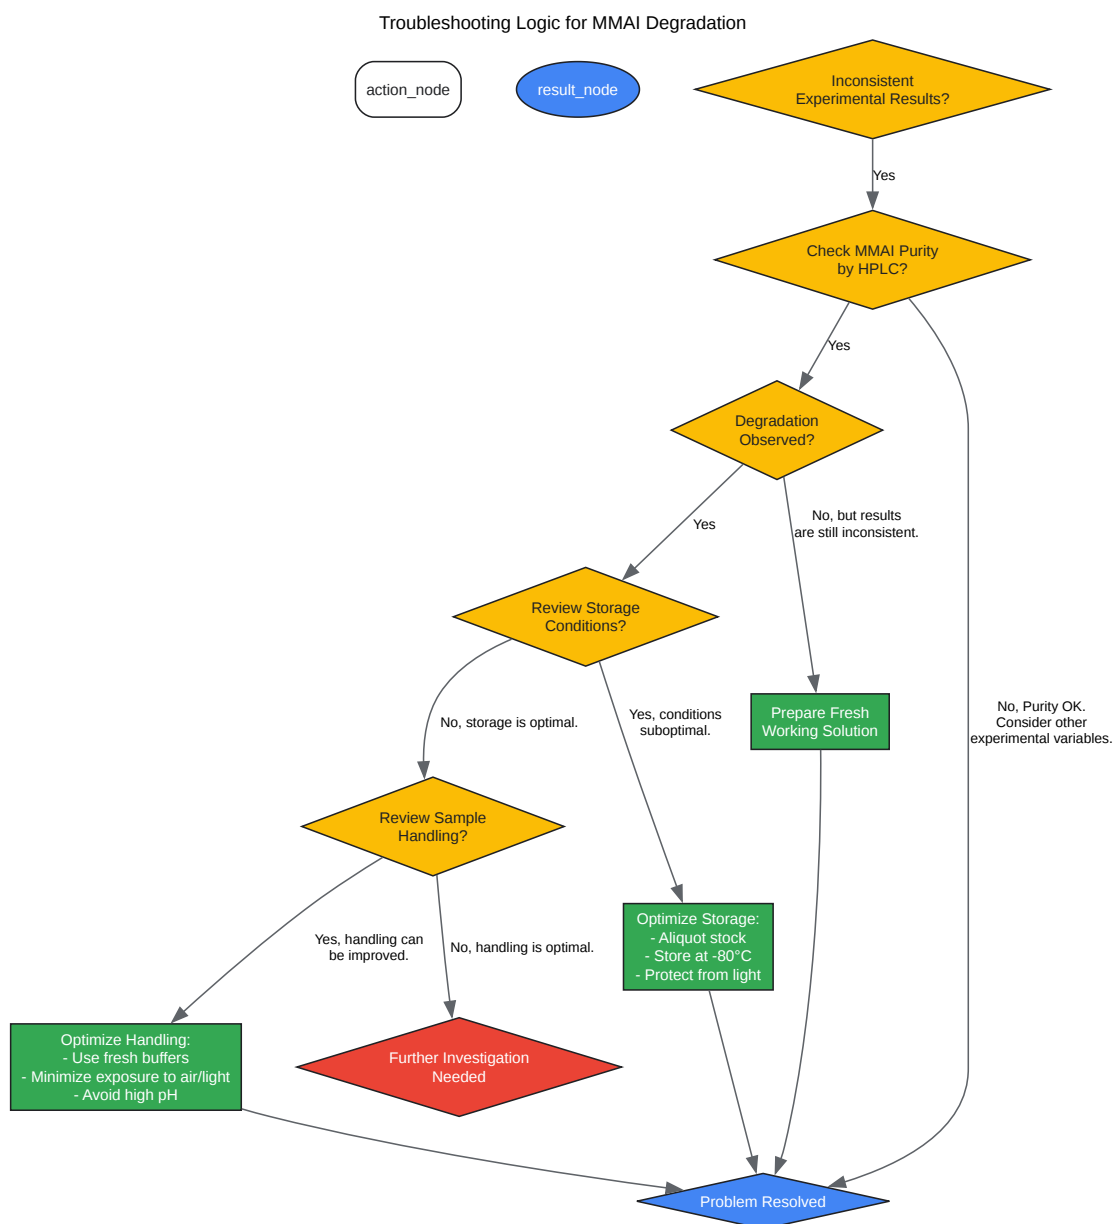 Troubleshooting Logic for MMAI Degradation
action_node
result_node
Inconsistent
Experimental Results?
Yes
Check MMAI Purity
by HPLC?
Yes
Degradation
Observed?
Yes
No, but results
are still inconsistent.
Review Storage
Conditions?
No, storage is optimal.
Yes, conditions
suboptimal.
Prepare Fresh
Working Solution
No, Purity OK.
Consider other
experimental variables.
Review Sample
Handling?
Yes, handling can
be improved.
No, handling is optimal.
Optimize Storage:
- Aliquot stock
- Store at -80°C
- Protect from light
Optimize Handling:
- Use fresh buffers
- Minimize exposure to air/light
- Avoid high pH
Further Investigation
Needed
Problem Resolved